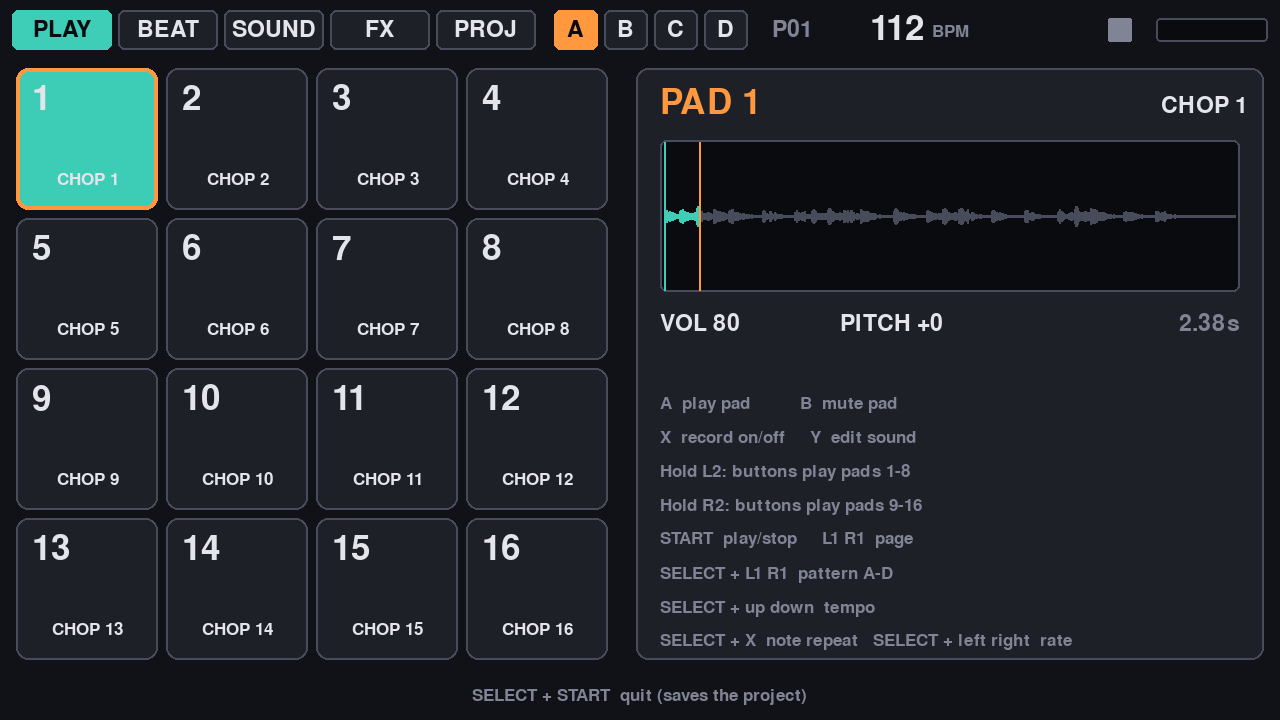 PLAY BEAT SOUND FX PROJ A B C D P01 112 BPM
1 2 3 4
CHOP 1 CHOP 2 CHOP 3 CHOP 4
5 6 7 8
CHOP 5 CHOP 6 CHOP 7 CHOP 8
9 10 11 12
CHOP 9 CHOP 10 CHOP 11 CHOP 12
13 14 15 16
CHOP 13 CHOP 14 CHOP 15 CHOP 16
PAD 1 CHOP 1
VOL 80 PITCH +0 2.38s
A play pad B mute pad
X record on/off Y edit sound
Hold L2: buttons play pads 1-8
Hold R2: buttons play pads 9-16
START play/stop L1 R1 page
SELECT + L1 R1 pattern A-D
SELECT + up down tempo
SELECT + X note repeat SELECT + left right rate
SELECT + START quit (saves the project)